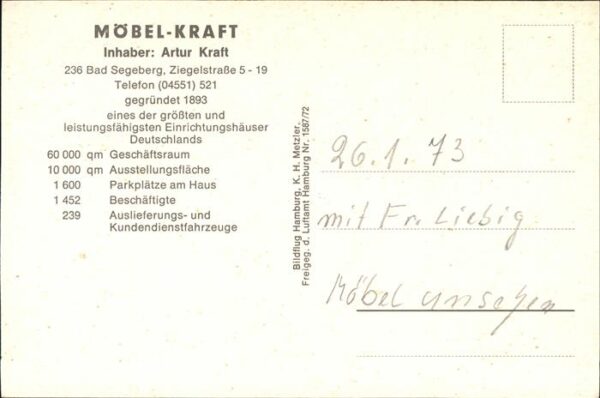 MÖBEL-KRAFT
Inhaber: Artur Kraft
236 Bad Segeberg, Ziegelstraße 5 - 19
Telefon (04551) 521
gegründet 1893
eines der größten und
leistungsfähigsten Einrichtungshäuser
Deutschlands
60 000 qm Geschäftsraum
10 000 qm Ausstellungsfläche
1 600 Parkplätze am Haus
1 452 Beschäftigte
239 Auslieferungs- und
Kundendienstfahrzeuge
Bildflug Hamburg, K. H. Metzler,
Freigeg. d. Luftamt Hamburg Nr. 1587/72
26.1.73
mit Fr. Liebig
Möbel ansehen